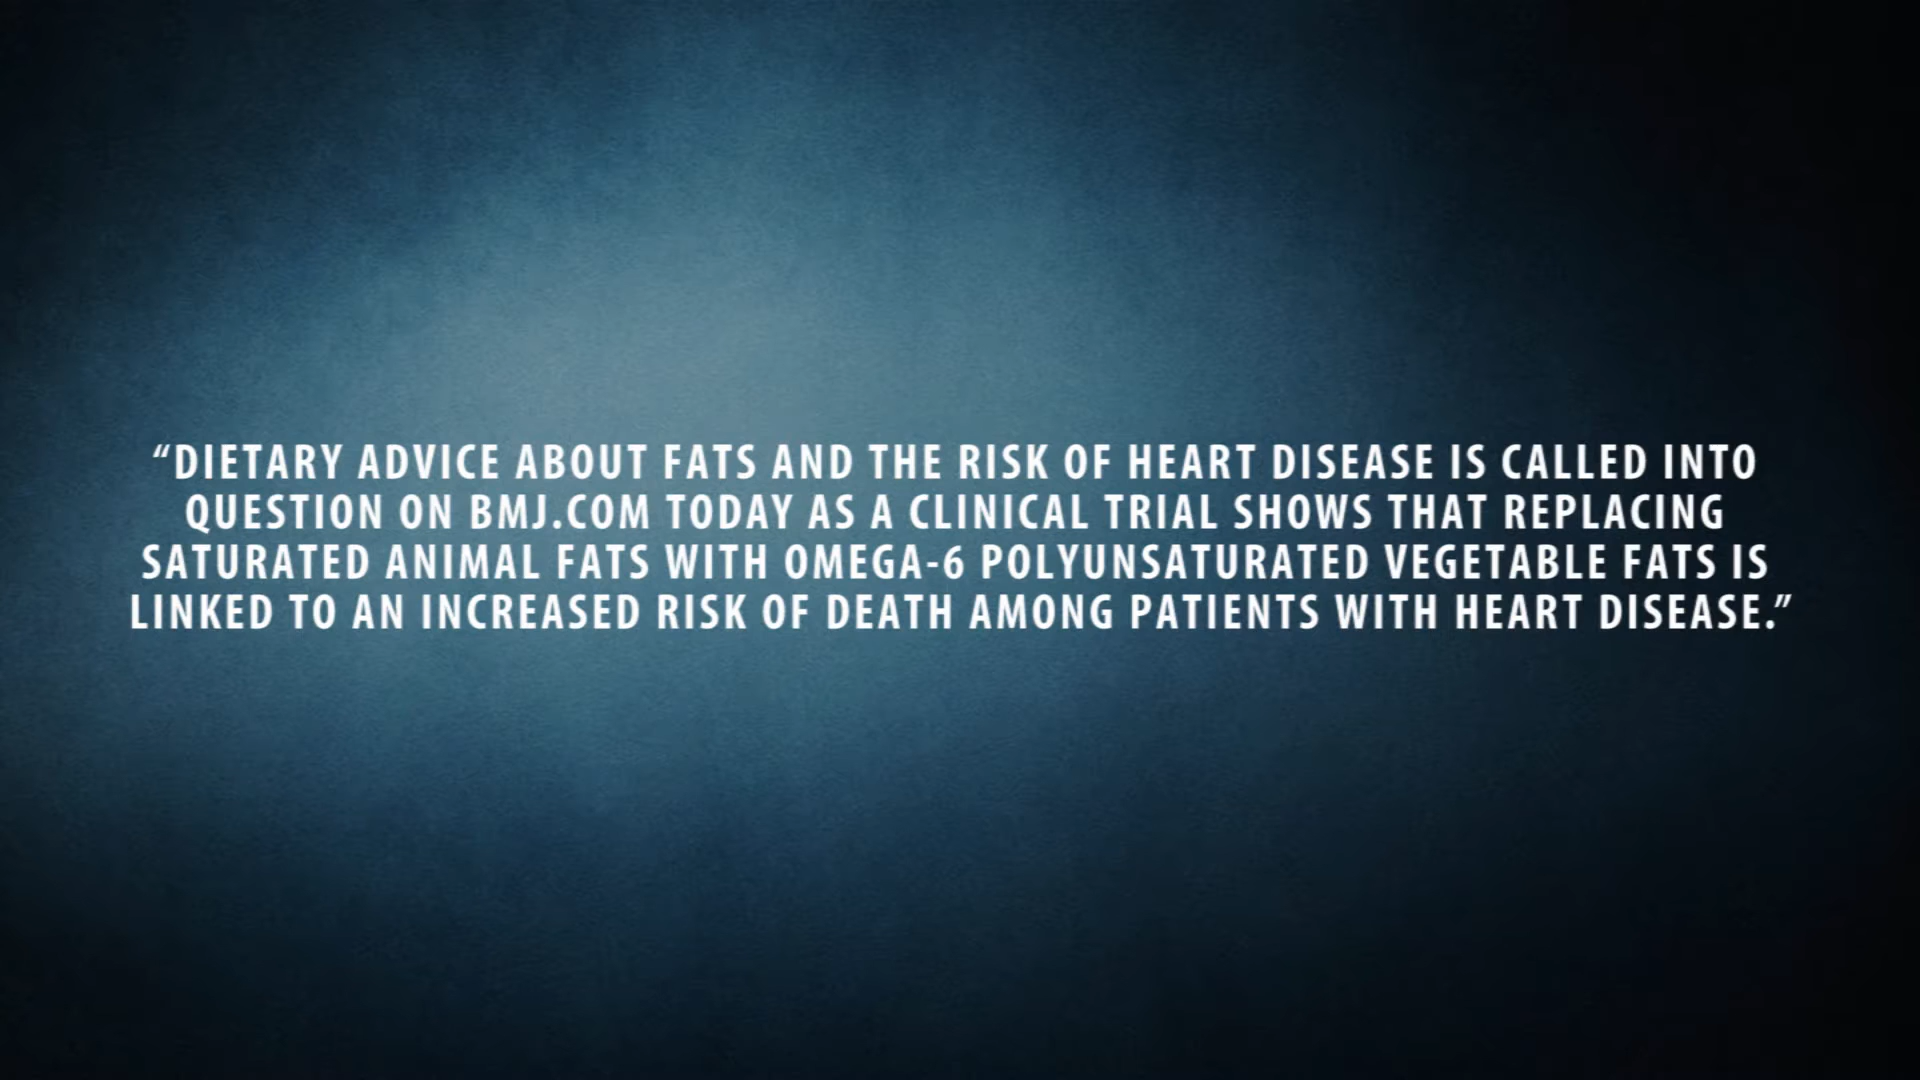 “DIETARY ADVICE ABOUT FATS AND THE RISK OF HEART DISEASE IS CALLED INTO
QUESTION ON BMJ.COM TODAY AS A CLINICAL TRIAL SHOWS THAT REPLACING
SATURATED ANIMAL FATS WITH OMEGA-6 POLYUNSATURATED VEGETABLE FATS IS
LINKED TO AN INCREASED RISK OF DEATH AMONG PATIENTS WITH HEART DISEASE.”